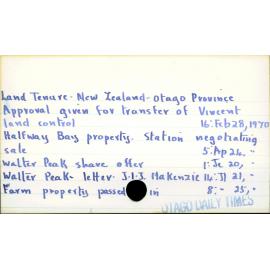 Land Tenure. New Zealand. Otago Province
Approval given for transfer of Vincent
land control 16: Feb 28, 1970
Halfway Bay property. Station negotiating
sale 5: Ap 24, "
Walter Peak share offer 1: Je 20, "
Walter Peak - letter. J.I.J. MacKenzie 14: Jl 21, "
Farm property passed in 8: - 25, "
OTAGO DAILY TIMES